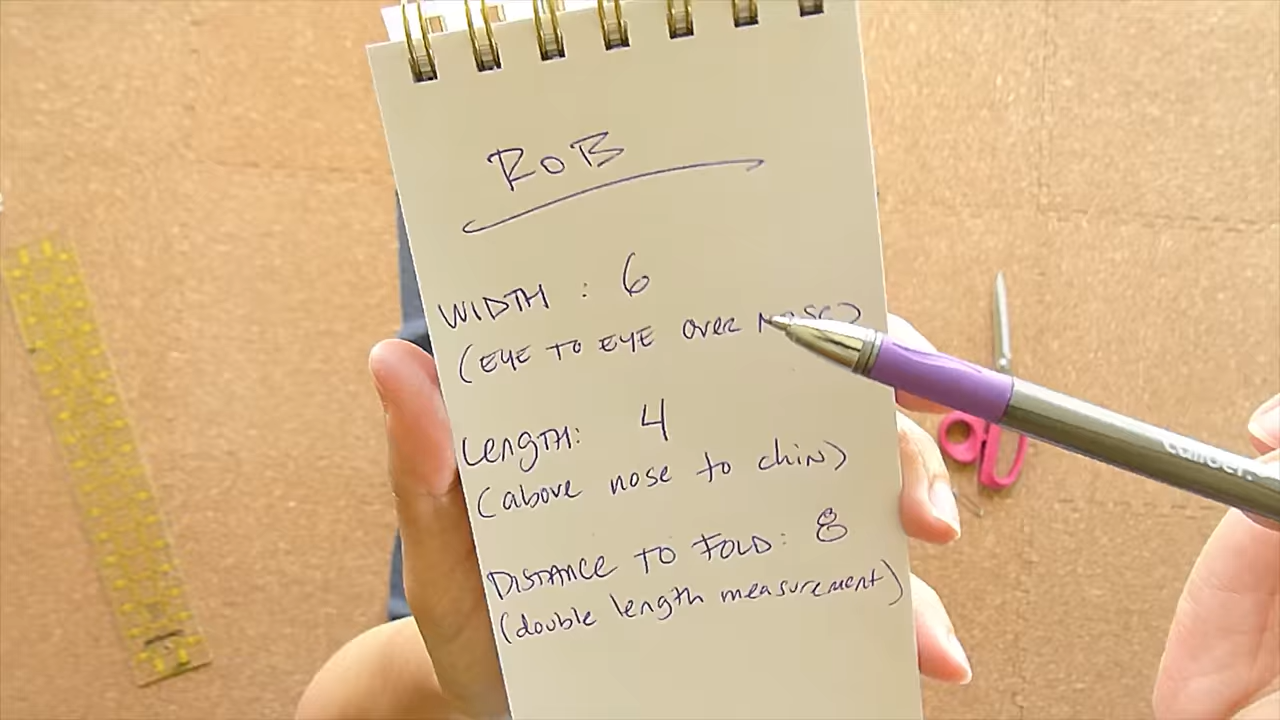 ROB
WIDTH : 6
(EYE TO EYE over NOSE)
Length: 4
(above nose to chin)
DISTANCE TO FOLD: 8
(double length measurement)